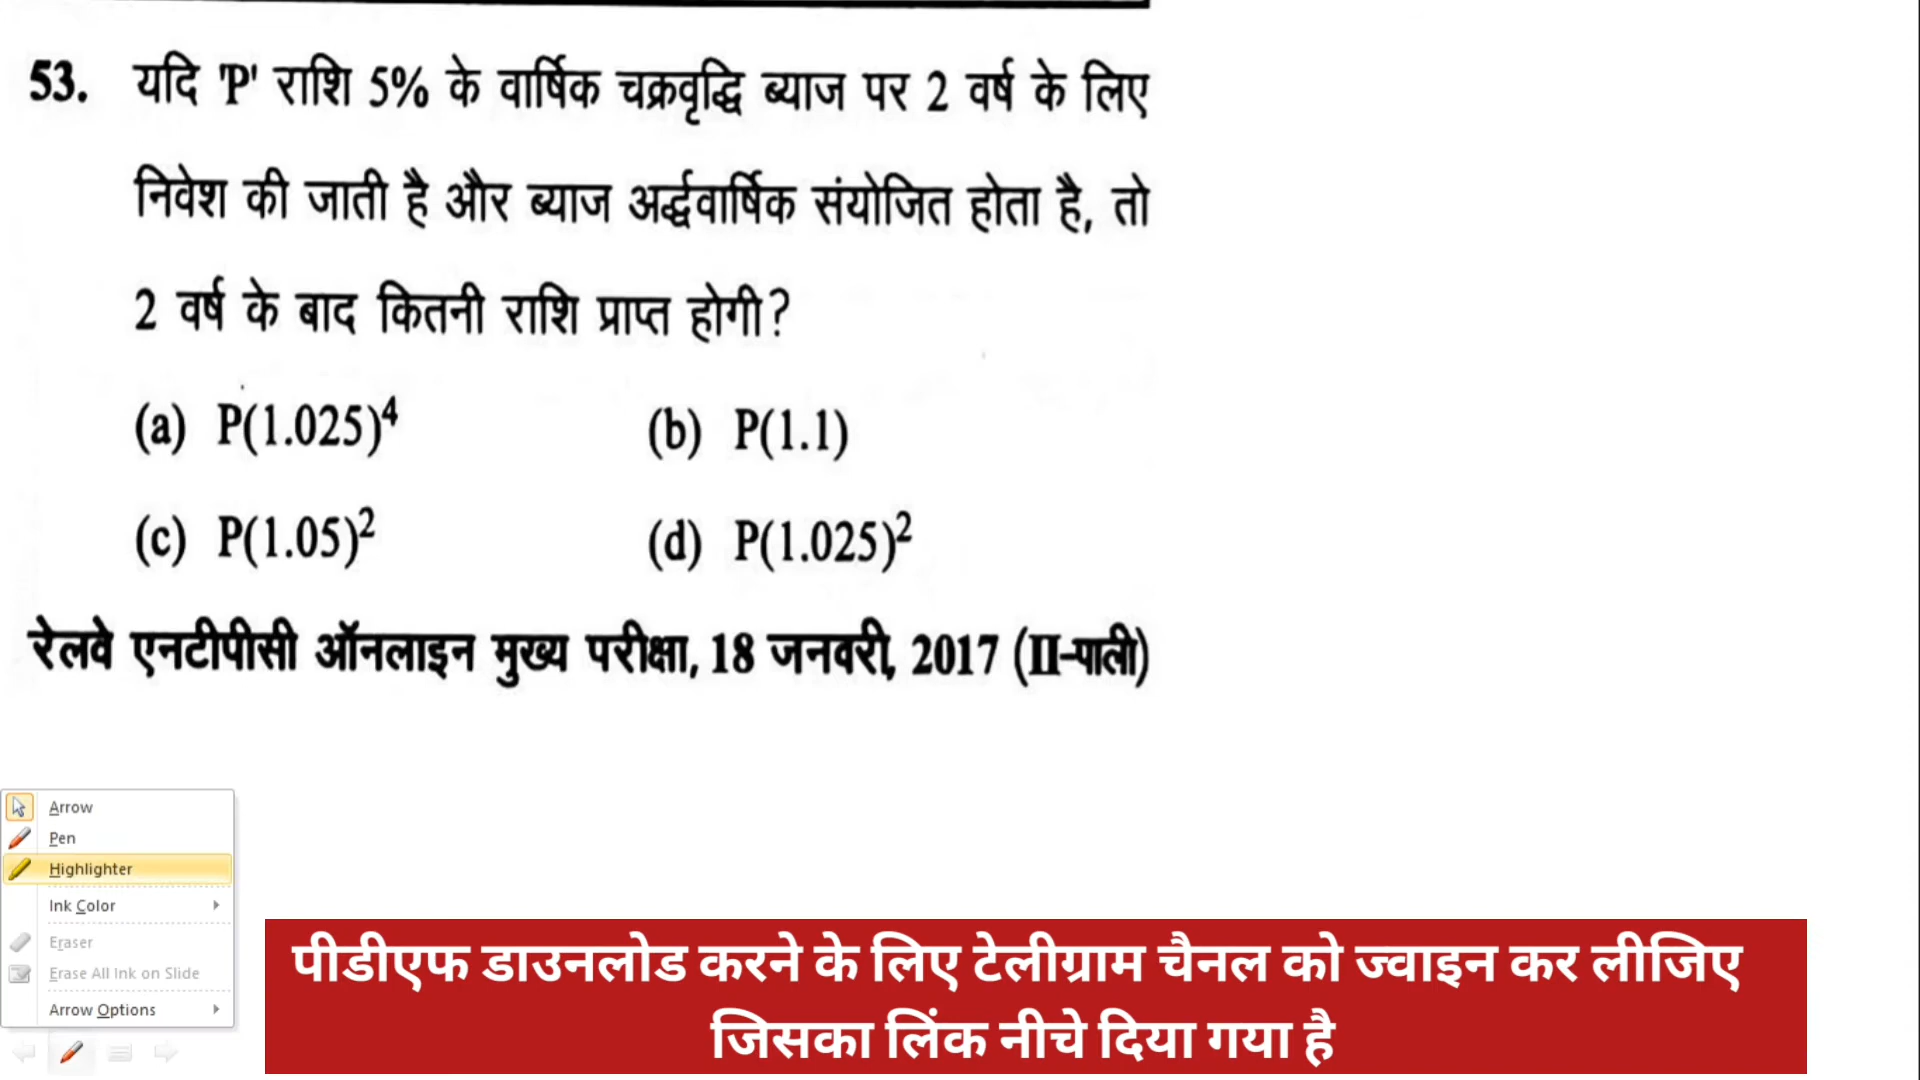 53. यदि 'P' राशि 5% के वार्षिक चक्रवृद्धि ब्याज पर 2 वर्ष के लिए
निवेश की जाती है और ब्याज अर्द्धवार्षिक संयोजित होता है, तो
2 वर्ष के बाद कितनी राशि प्राप्त होगी?
(a) P(1.025)⁴ (b) P(1.1)
(c) P(1.05)² (d) P(1.025)²
रेलवे एनटीपीसी ऑनलाइन मुख्य परीक्षा, 18 जनवरी, 2017 (II-पाली)
Arrow
Pen
Highlighter
Ink Color
Eraser
Erase All Ink on Slide
Arrow Options
पीडीएफ डाउनलोड करने के लिए टेलीग्राम चैनल को ज्वाइन कर लीजिए
जिसका लिंक नीचे दिया गया है